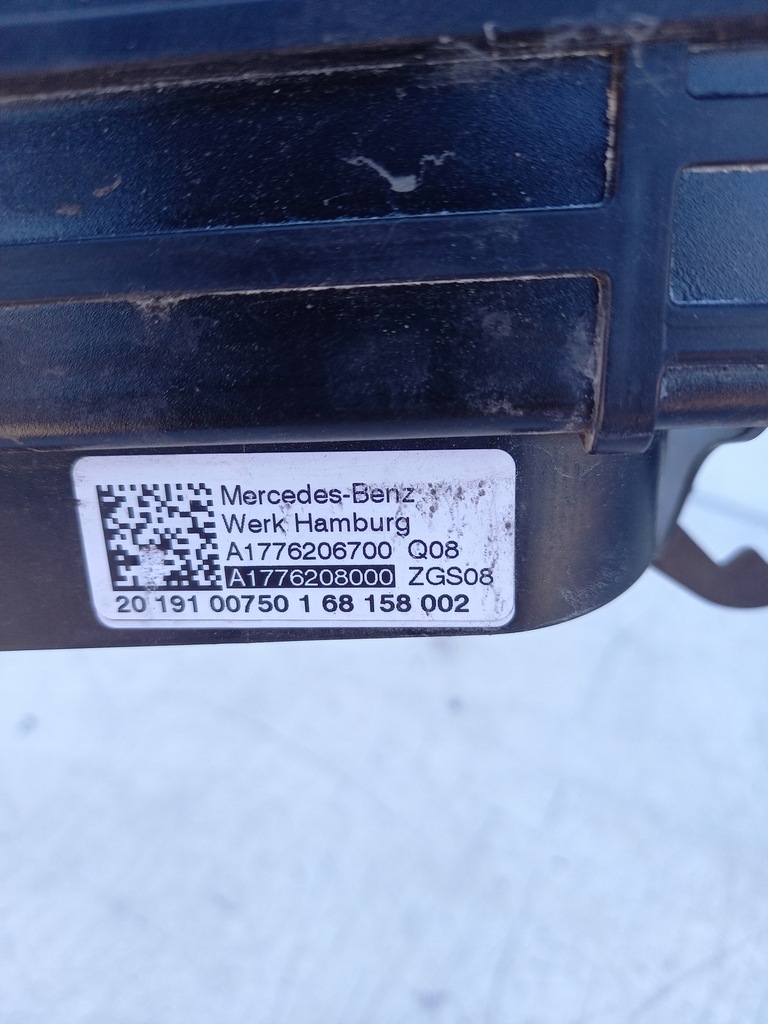 Mercedes-Benz
Werk Hamburg
A1776206700 Q08
A1776208000 ZGS08
20 191 00750 1 68 158 002